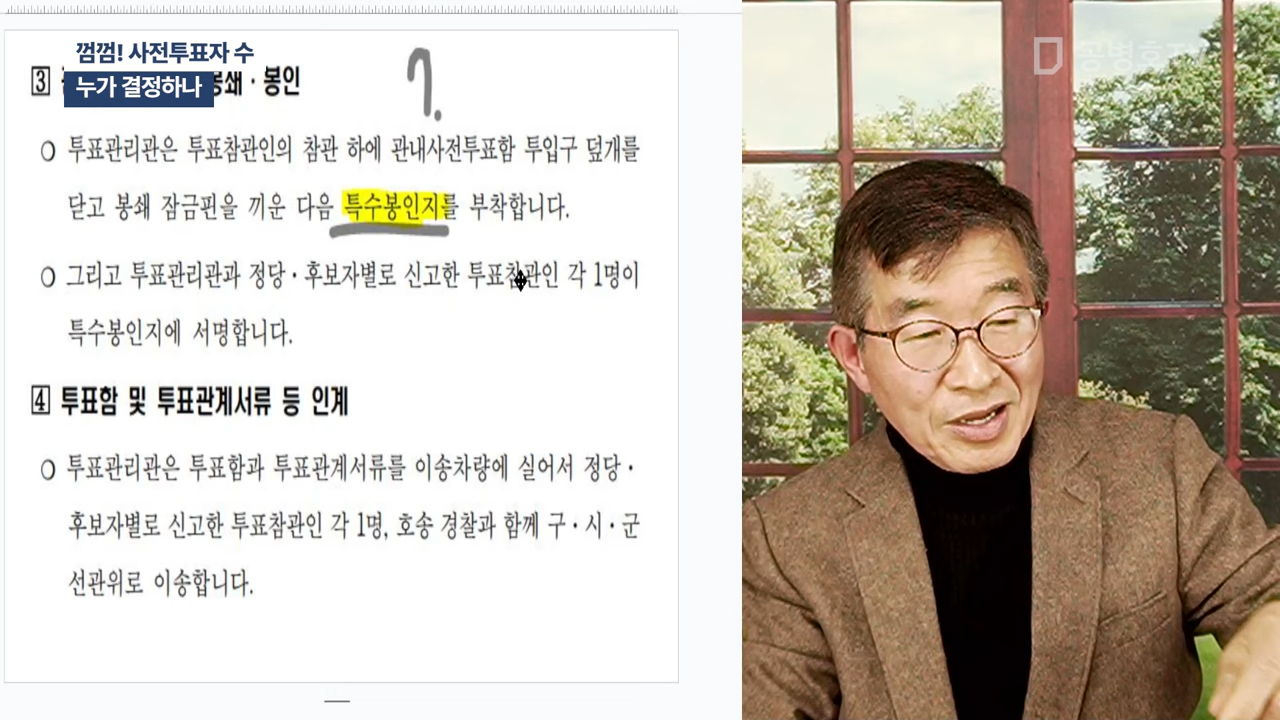 껌껌! 사전투표자 수
누가 결정하나
3 봉쇄·봉인
7.
○ 투표관리관은 투표참관인의 참관 하에 관내사전투표함 투입구 덮개를
닫고 봉쇄 잠금핀을 끼운 다음 특수봉인지를 부착합니다.
○ 그리고 투표관리관과 정당·후보자별로 신고한 투표참관인 각 1명이
특수봉인지에 서명합니다.
4 투표함 및 투표관계서류 등 인계
○ 투표관리관은 투표함과 투표관계서류를 이송차량에 실어서 정당·
후보자별로 신고한 투표참관인 각 1명, 호송 경찰과 함께 구·시·군
선관위로 이송합니다.